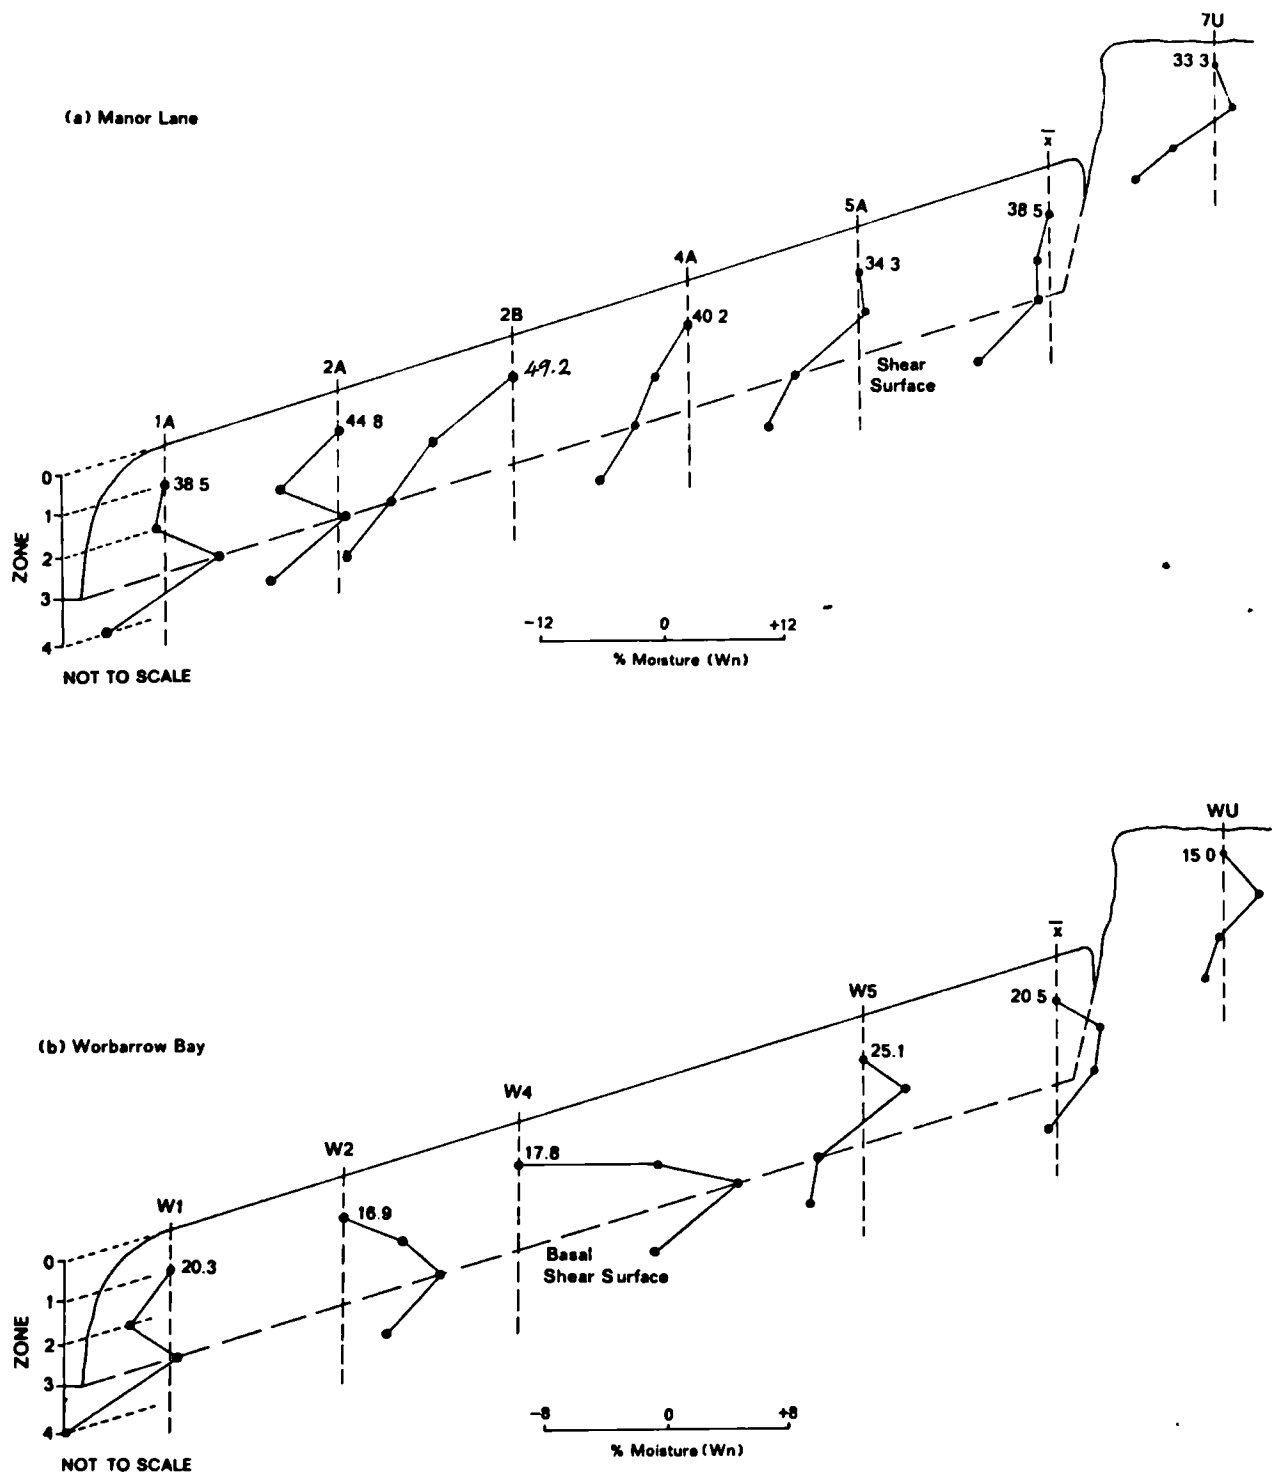 7U
33 3
(a) Manor Lane
x̄
38 5
5A
34 3
4A
40 2
2B
49.2
Shear
Surface
2A
44 8
1A
38 5
0
1
2
3
4
ZONE
-12 0 +12
% Moisture (Wn)
NOT TO SCALE
WU
15 0
x̄
20 5
W5
25.1
(b) Worbarrow Bay
W4
17.8
W2
16.9
Basal
Shear Surface
W1
20.3
0
1
2
3
4
ZONE
-8 0 +8
% Moisture (Wn)
NOT TO SCALE